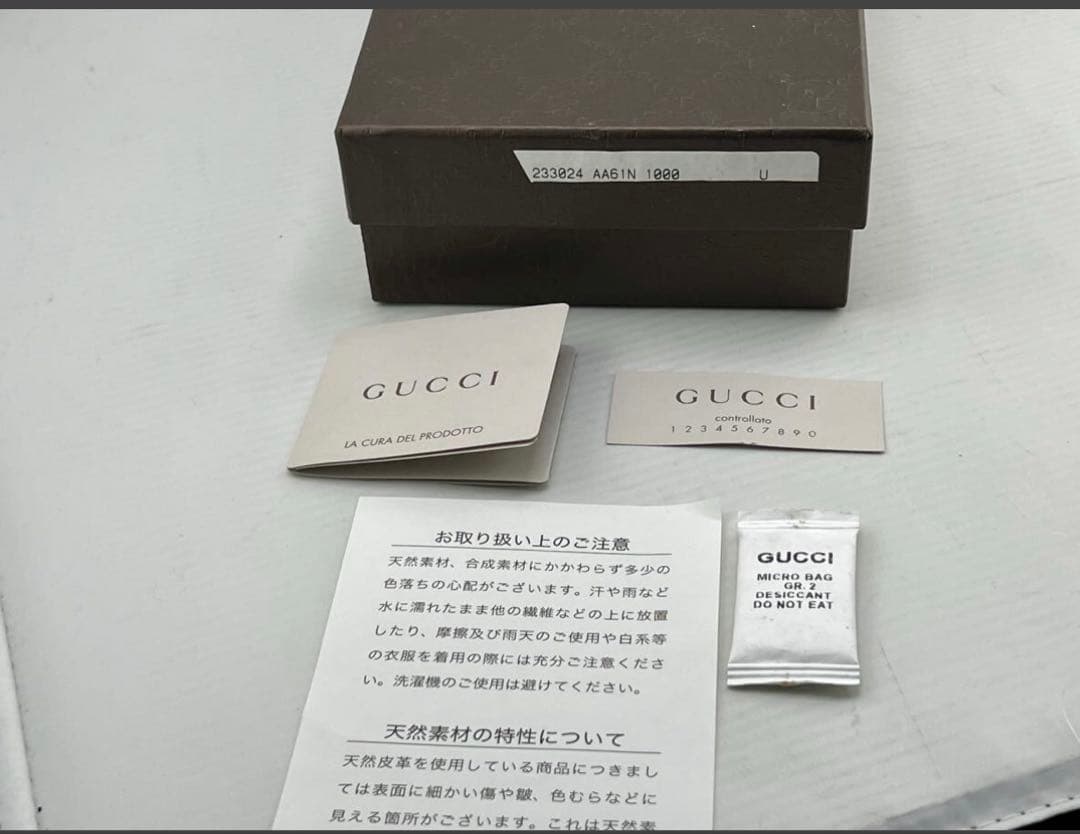 233024 AA61N 1000 U
GUCCI
LA CURA DEL PRODOTTO
GUCCI
controllato
1 2 3 4 5 6 7 8 9 0
お取り扱い上のご注意
天然素材、合成素材にかかわらず多少の
色落ちの心配がございます。汗や雨など
水に濡れたまま他の繊維などの上に放置
したり、摩擦及び雨天のご使用や白系等
の衣服を着用の際には充分ご注意くださ
い。洗濯機のご使用は避けてください。
天然素材の特性について
天然皮革を使用している商品につきまし
ては表面に細かい傷や皺、色むらなどに
見える箇所がございます。これは天然素
GUCCI
MICRO BAG
GR. 2
DESICCANT
DO NOT EAT